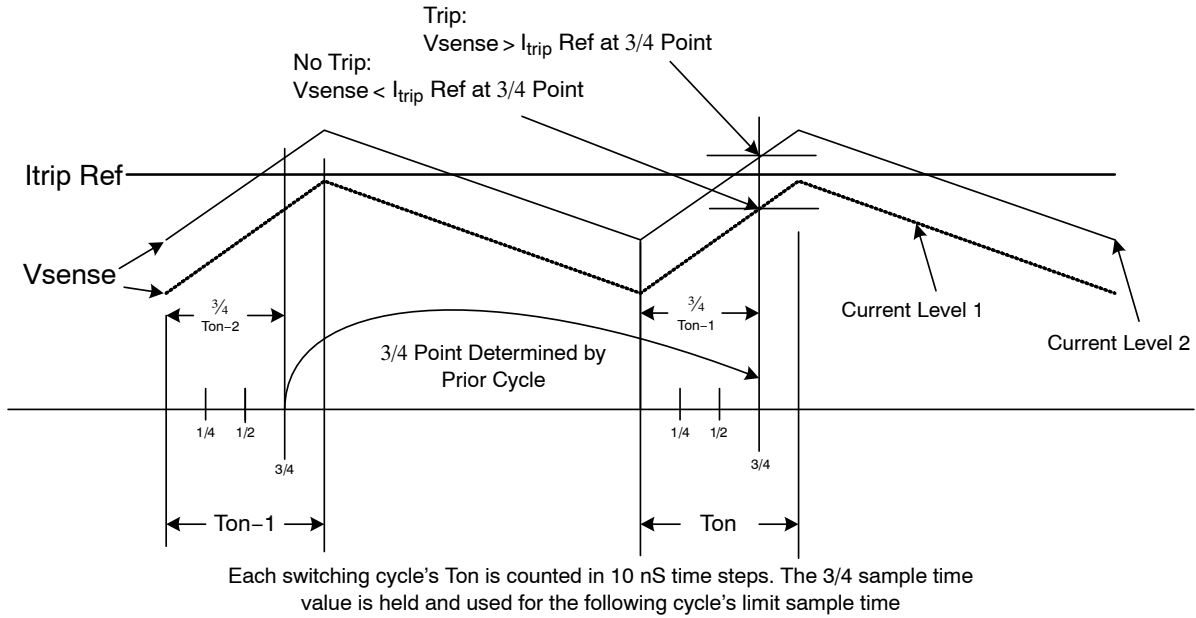 Trip:
Vsense > Itrip Ref at 3/4 Point
No Trip:
Vsense < Itrip Ref at 3/4 Point
Itrip Ref
Vsense
¾
Ton−2
¾
Ton−1
Current Level 1
Current Level 2
3/4 Point Determined by
Prior Cycle
1/4
1/2
3/4
1/4
1/2
3/4
Ton−1
Ton
Each switching cycle's Ton is counted in 10 nS time steps. The 3/4 sample time
value is held and used for the following cycle's limit sample time